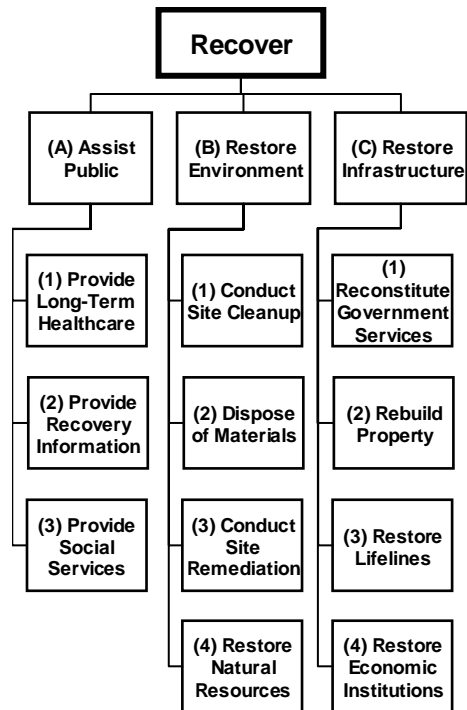 Recover
(A) Assist
Public
(B) Restore
Environment
(C) Restore
Infrastructure
(1) Provide
Long-Term
Healthcare
(2) Provide
Recovery
Information
(3) Provide
Social
Services
(1) Conduct
Site Cleanup
(2) Dispose
of Materials
(3) Conduct
Site
Remediation
(4) Restore
Natural
Resources
(1)
Reconstitute
Government
Services
(2) Rebuild
Property
(3) Restore
Lifelines
(4) Restore
Economic
Institutions